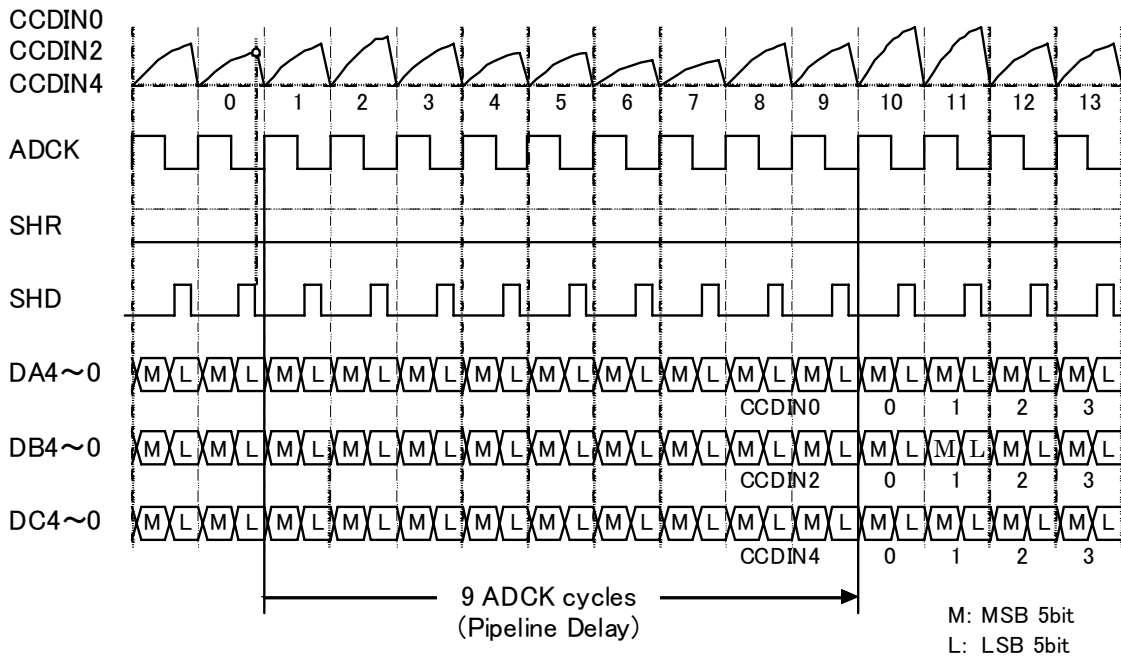 CCDIN0
CCDIN2
CCDIN4
0 1 2 3 4 5 6 7 8 9 10 11 12 13
ADCK
SHR
SHD
DA4～0 M L M L M L M L M L M L M L M L M L M L M L M L M L M L M L
CCDIN0 0 1 2 3
DB4～0 M L M L M L M L M L M L M L M L M L M L M L M L M L M L M L
CCDIN2 0 1 2 3
DC4～0 M L M L M L M L M L M L M L M L M L M L M L M L M L M L M L
CCDIN4 0 1 2 3
9 ADCK cycles
(Pipeline Delay)
M: MSB 5bit
L: LSB 5bit